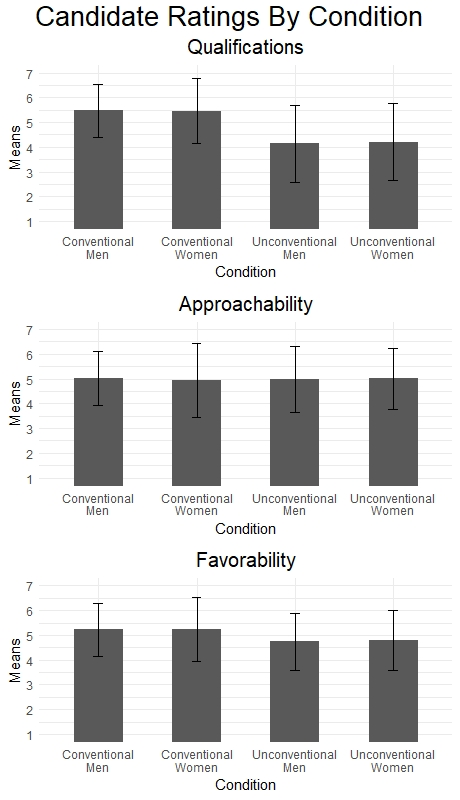 Candidate Ratings By Condition
Qualifications
Means
7
6
5
4
3
2
1
Conventional Men
Conventional Women
Unconventional Men
Unconventional Women
Condition
Approachability
Means
7
6
5
4
3
2
1
Conventional Men
Conventional Women
Unconventional Men
Unconventional Women
Condition
Favorability
Means
7
6
5
4
3
2
1
Conventional Men
Conventional Women
Unconventional Men
Unconventional Women
Condition